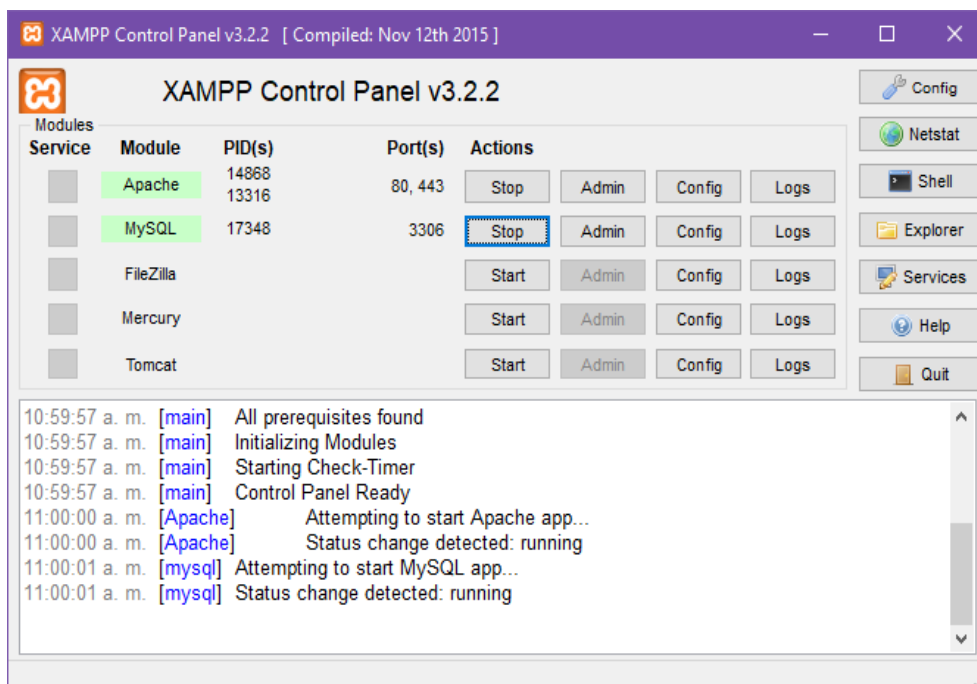 XAMPP Control Panel v3.2.2 [ Compiled: Nov 12th 2015 ]
XAMPP Control Panel v3.2.2
Config
Modules
Service Module PID(s) Port(s) Actions
Netstat
Apache 14868 13316 80, 443 Stop Admin Config Logs
Shell
MySQL 17348 3306 Stop Admin Config Logs
Explorer
FileZilla Start Admin Config Logs
Services
Mercury Start Admin Config Logs
Help
Tomcat Start Admin Config Logs
Quit
10:59:57 a. m. [main] All prerequisites found
10:59:57 a. m. [main] Initializing Modules
10:59:57 a. m. [main] Starting Check-Timer
10:59:57 a. m. [main] Control Panel Ready
11:00:00 a. m. [Apache] Attempting to start Apache app...
11:00:00 a. m. [Apache] Status change detected: running
11:00:01 a. m. [mysql] Attempting to start MySQL app...
11:00:01 a. m. [mysql] Status change detected: running